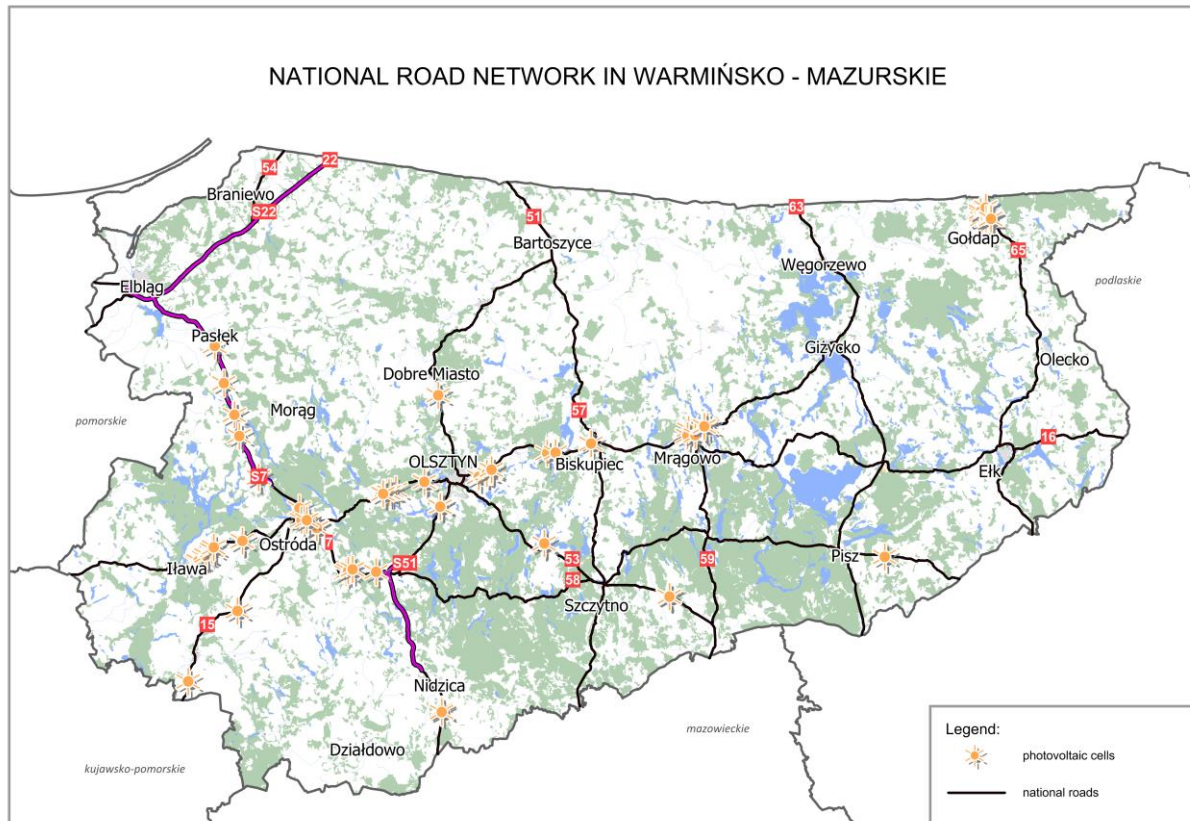 NATIONAL ROAD NETWORK IN WARMIŃSKO - MAZURSKIE
54
22
Braniewo
S22
51
63
Bartoszyce
Gołdap
65
Węgorzewo
podlaskie
Elbląg
Pasłęk
Giżycko
Olecko
Dobre Miasto
Morąg
57
pomorskie
16
OLSZTYN
Biskupiec
Mrągowo
Ełk
S7
Ostróda
7
Iława
S51
53
59
Pisz
58
Szczytno
15
Nidzica
Działdowo
mazowieckie
kujawsko-pomorskie
Legend:
photovoltaic cells
national roads